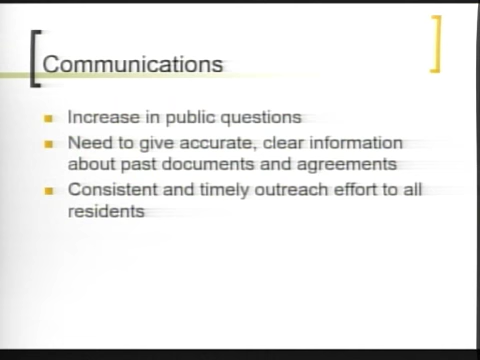 Communications
Increase in public questions
Need to give accurate, clear information
about past documents and agreements
Consistent and timely outreach effort to all
residents